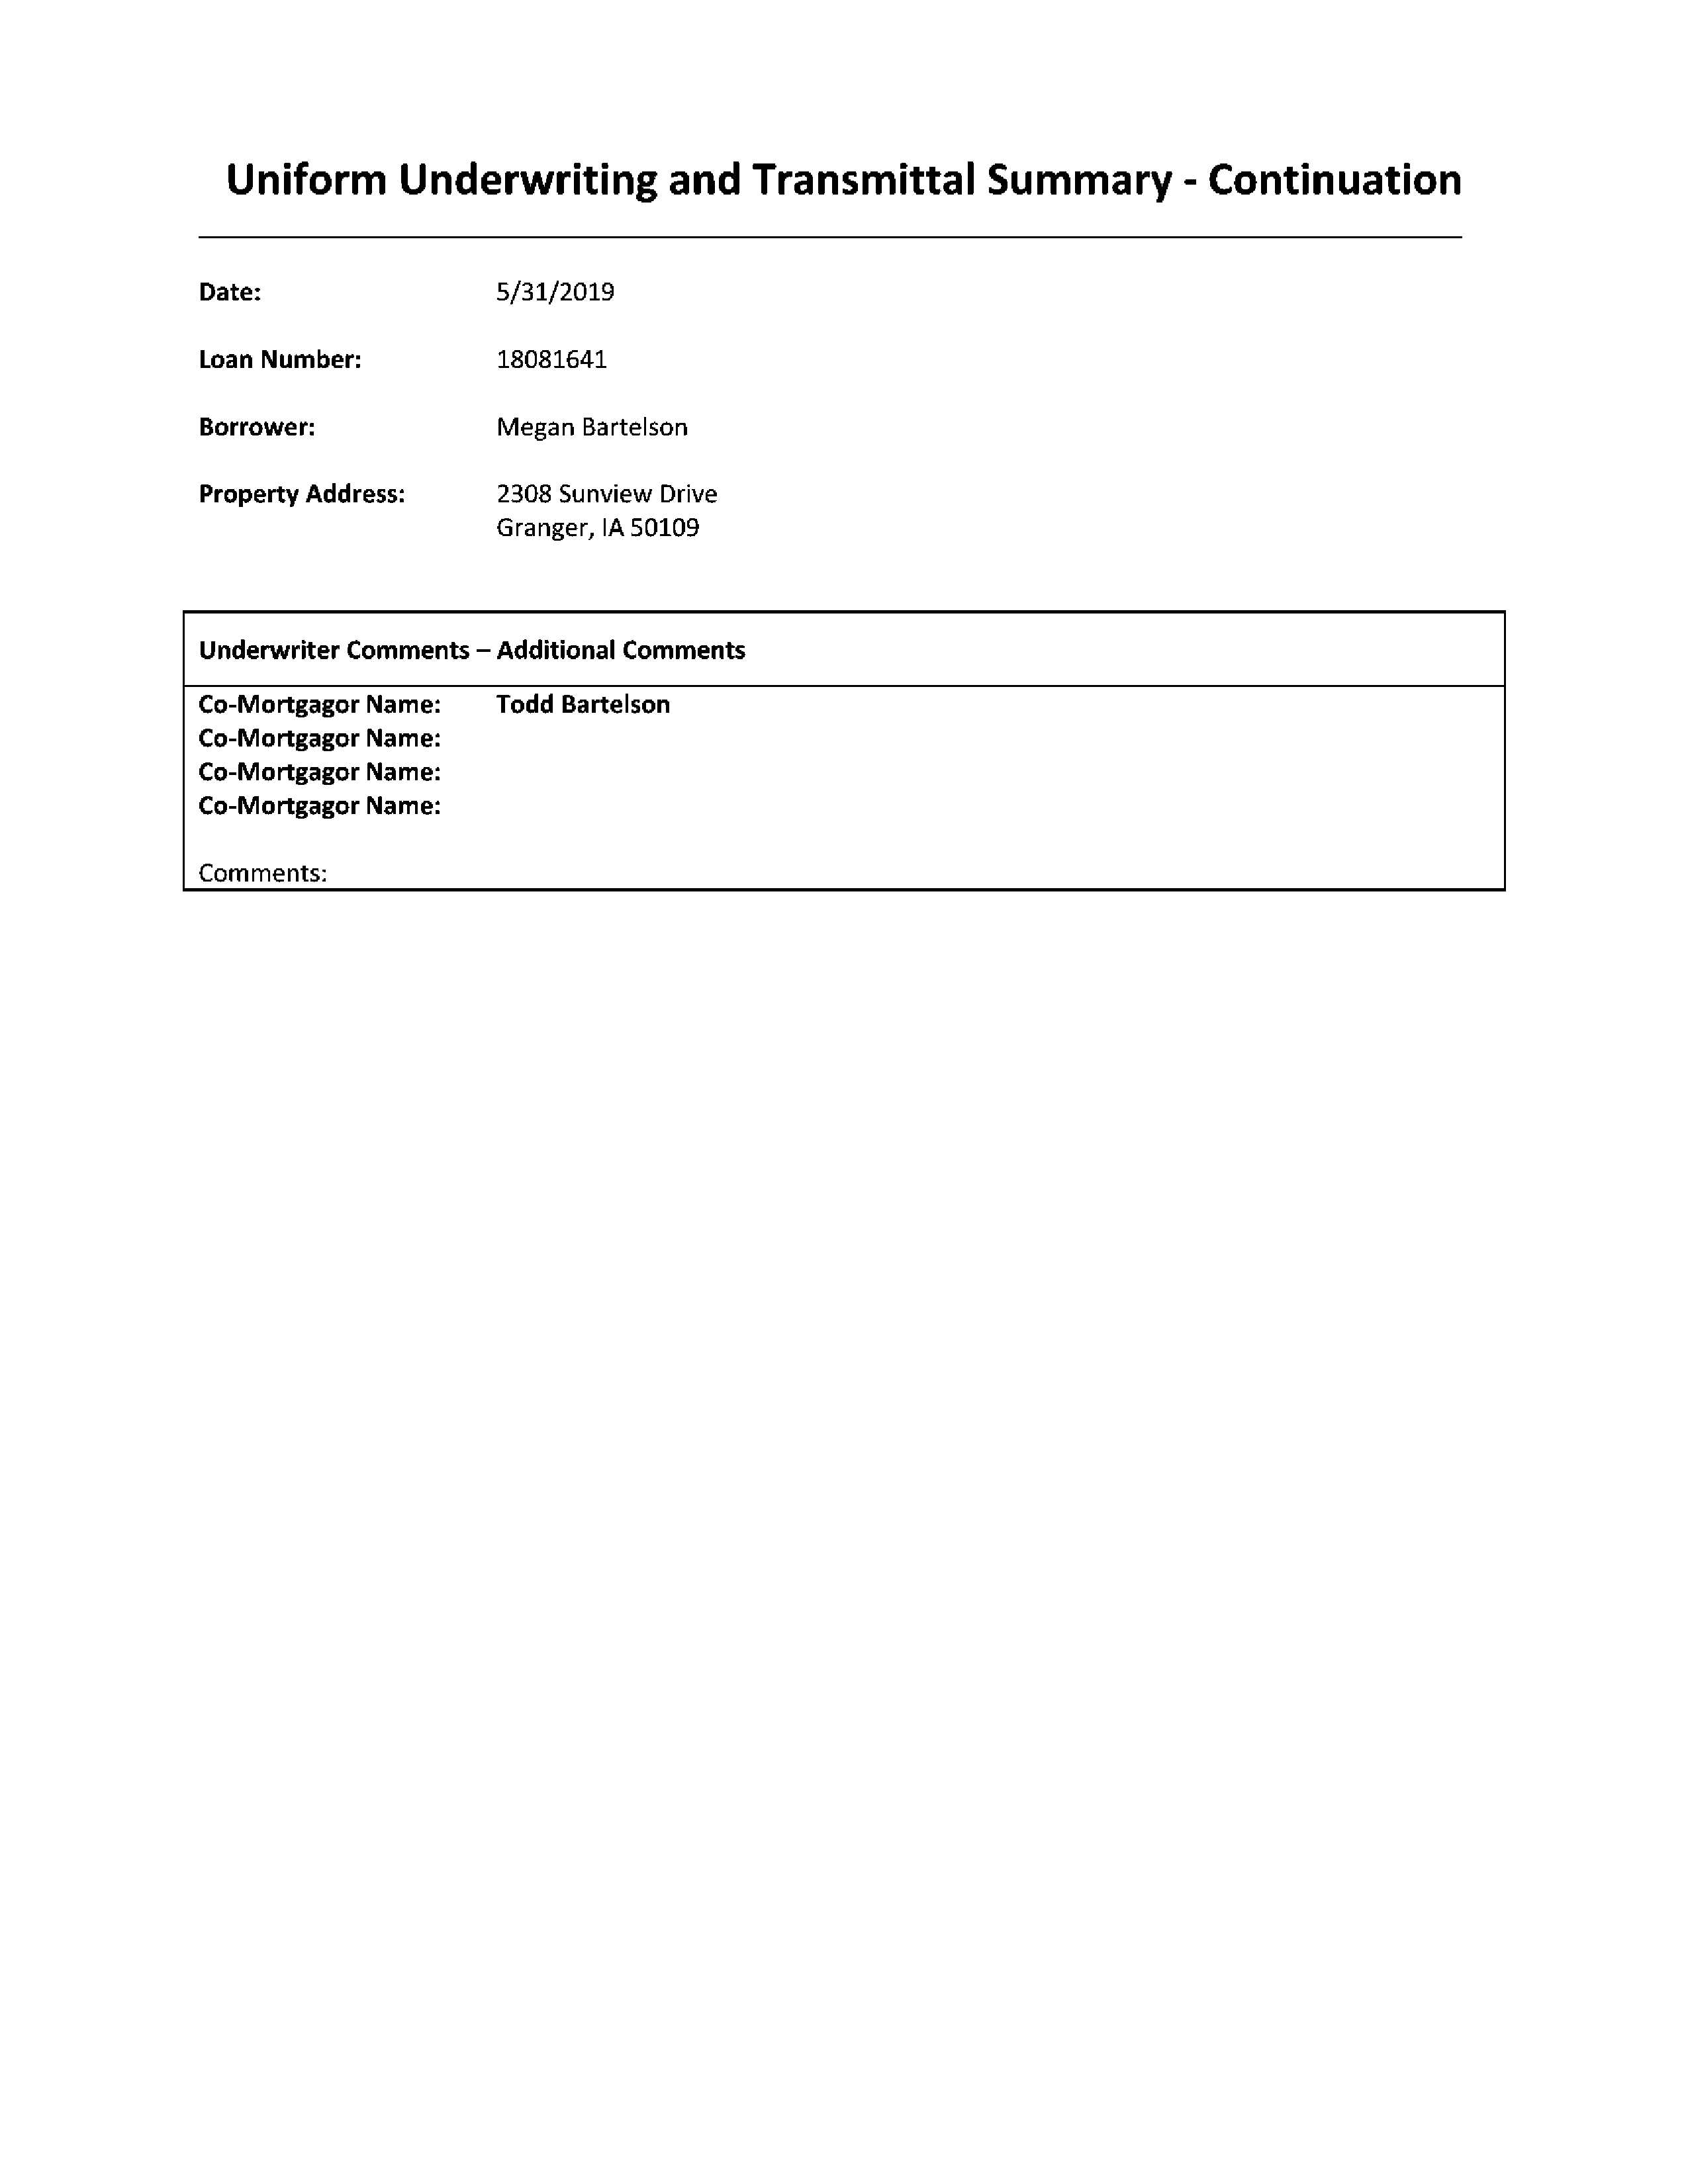 Uniform Underwriting and Transmittal Summary - Continuation
Date: 5/31/2019
Loan Number: 18081641
Borrower: Megan Bartelson
Property Address: 2308 Sunview Drive
Granger, IA 50109
Underwriter Comments – Additional Comments
Co-Mortgagor Name: Todd Bartelson
Co-Mortgagor Name:
Co-Mortgagor Name:
Co-Mortgagor Name:
Comments: